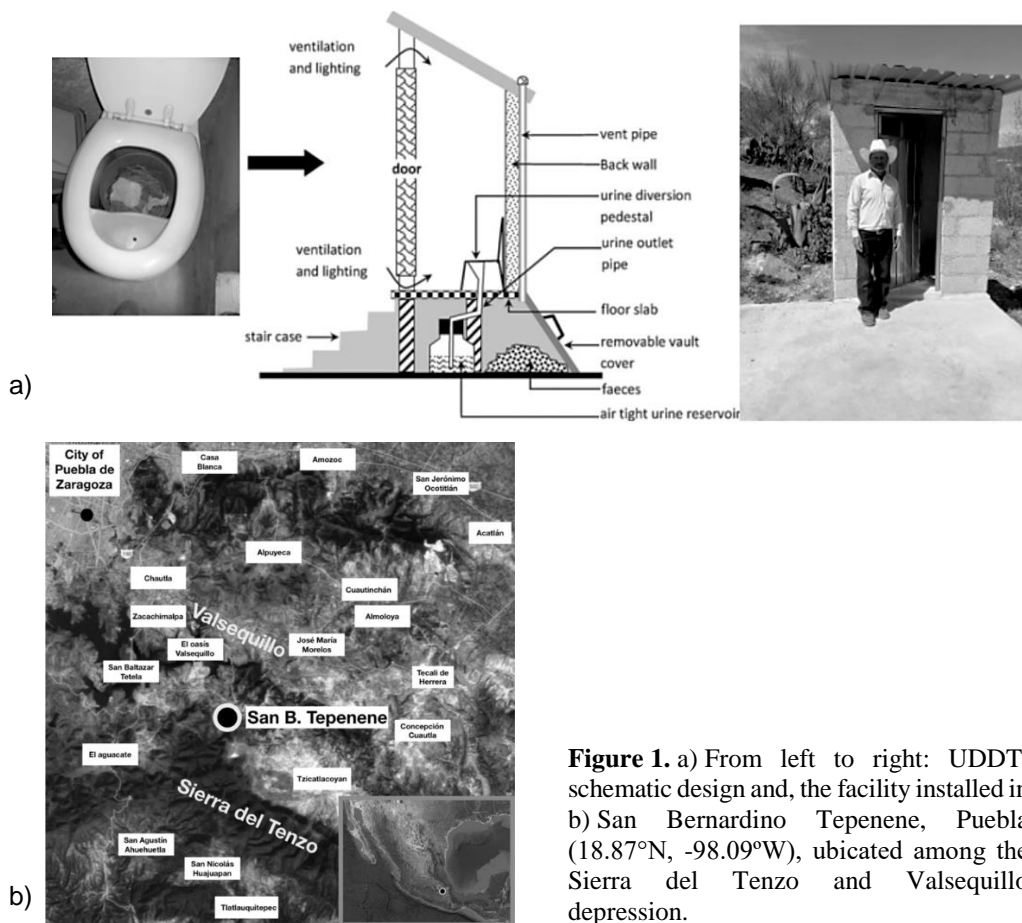 ventilation
and lighting
door
ventilation
and lighting
stair case
vent pipe
Back wall
urine diversion
pedestal
urine outlet
pipe
floor slab
removable vault
cover
faeces
air tight urine reservoir
a)
City of
Puebla de
Zaragoza
Casa
Blanca
Amozoc
San Jerónimo
Ocotitlán
Acatlán
Alpuyeca
Chautla
Cuautinchán
Zacachimalpa
Almoloya
Valsequillo
El oasis
Valsequillo
José María
Morelos
San Baltazar
Tetela
Tecali de
Herrera
San B. Tepenene
Concepción
Cuautla
El aguacate
Tzicatlacoyan
Sierra del Tenzo
San Agustín
Ahuehuetla
San Nicolás
Huajuapan
Tlatlauquitepec
b)
Figure 1. a) From left to right: UDDT
schematic design and, the facility installed in
b) San Bernardino Tepenene, Puebla
(18.87°N, -98.09ºW), ubicated among the
Sierra del Tenzo and Valsequillo
depression.